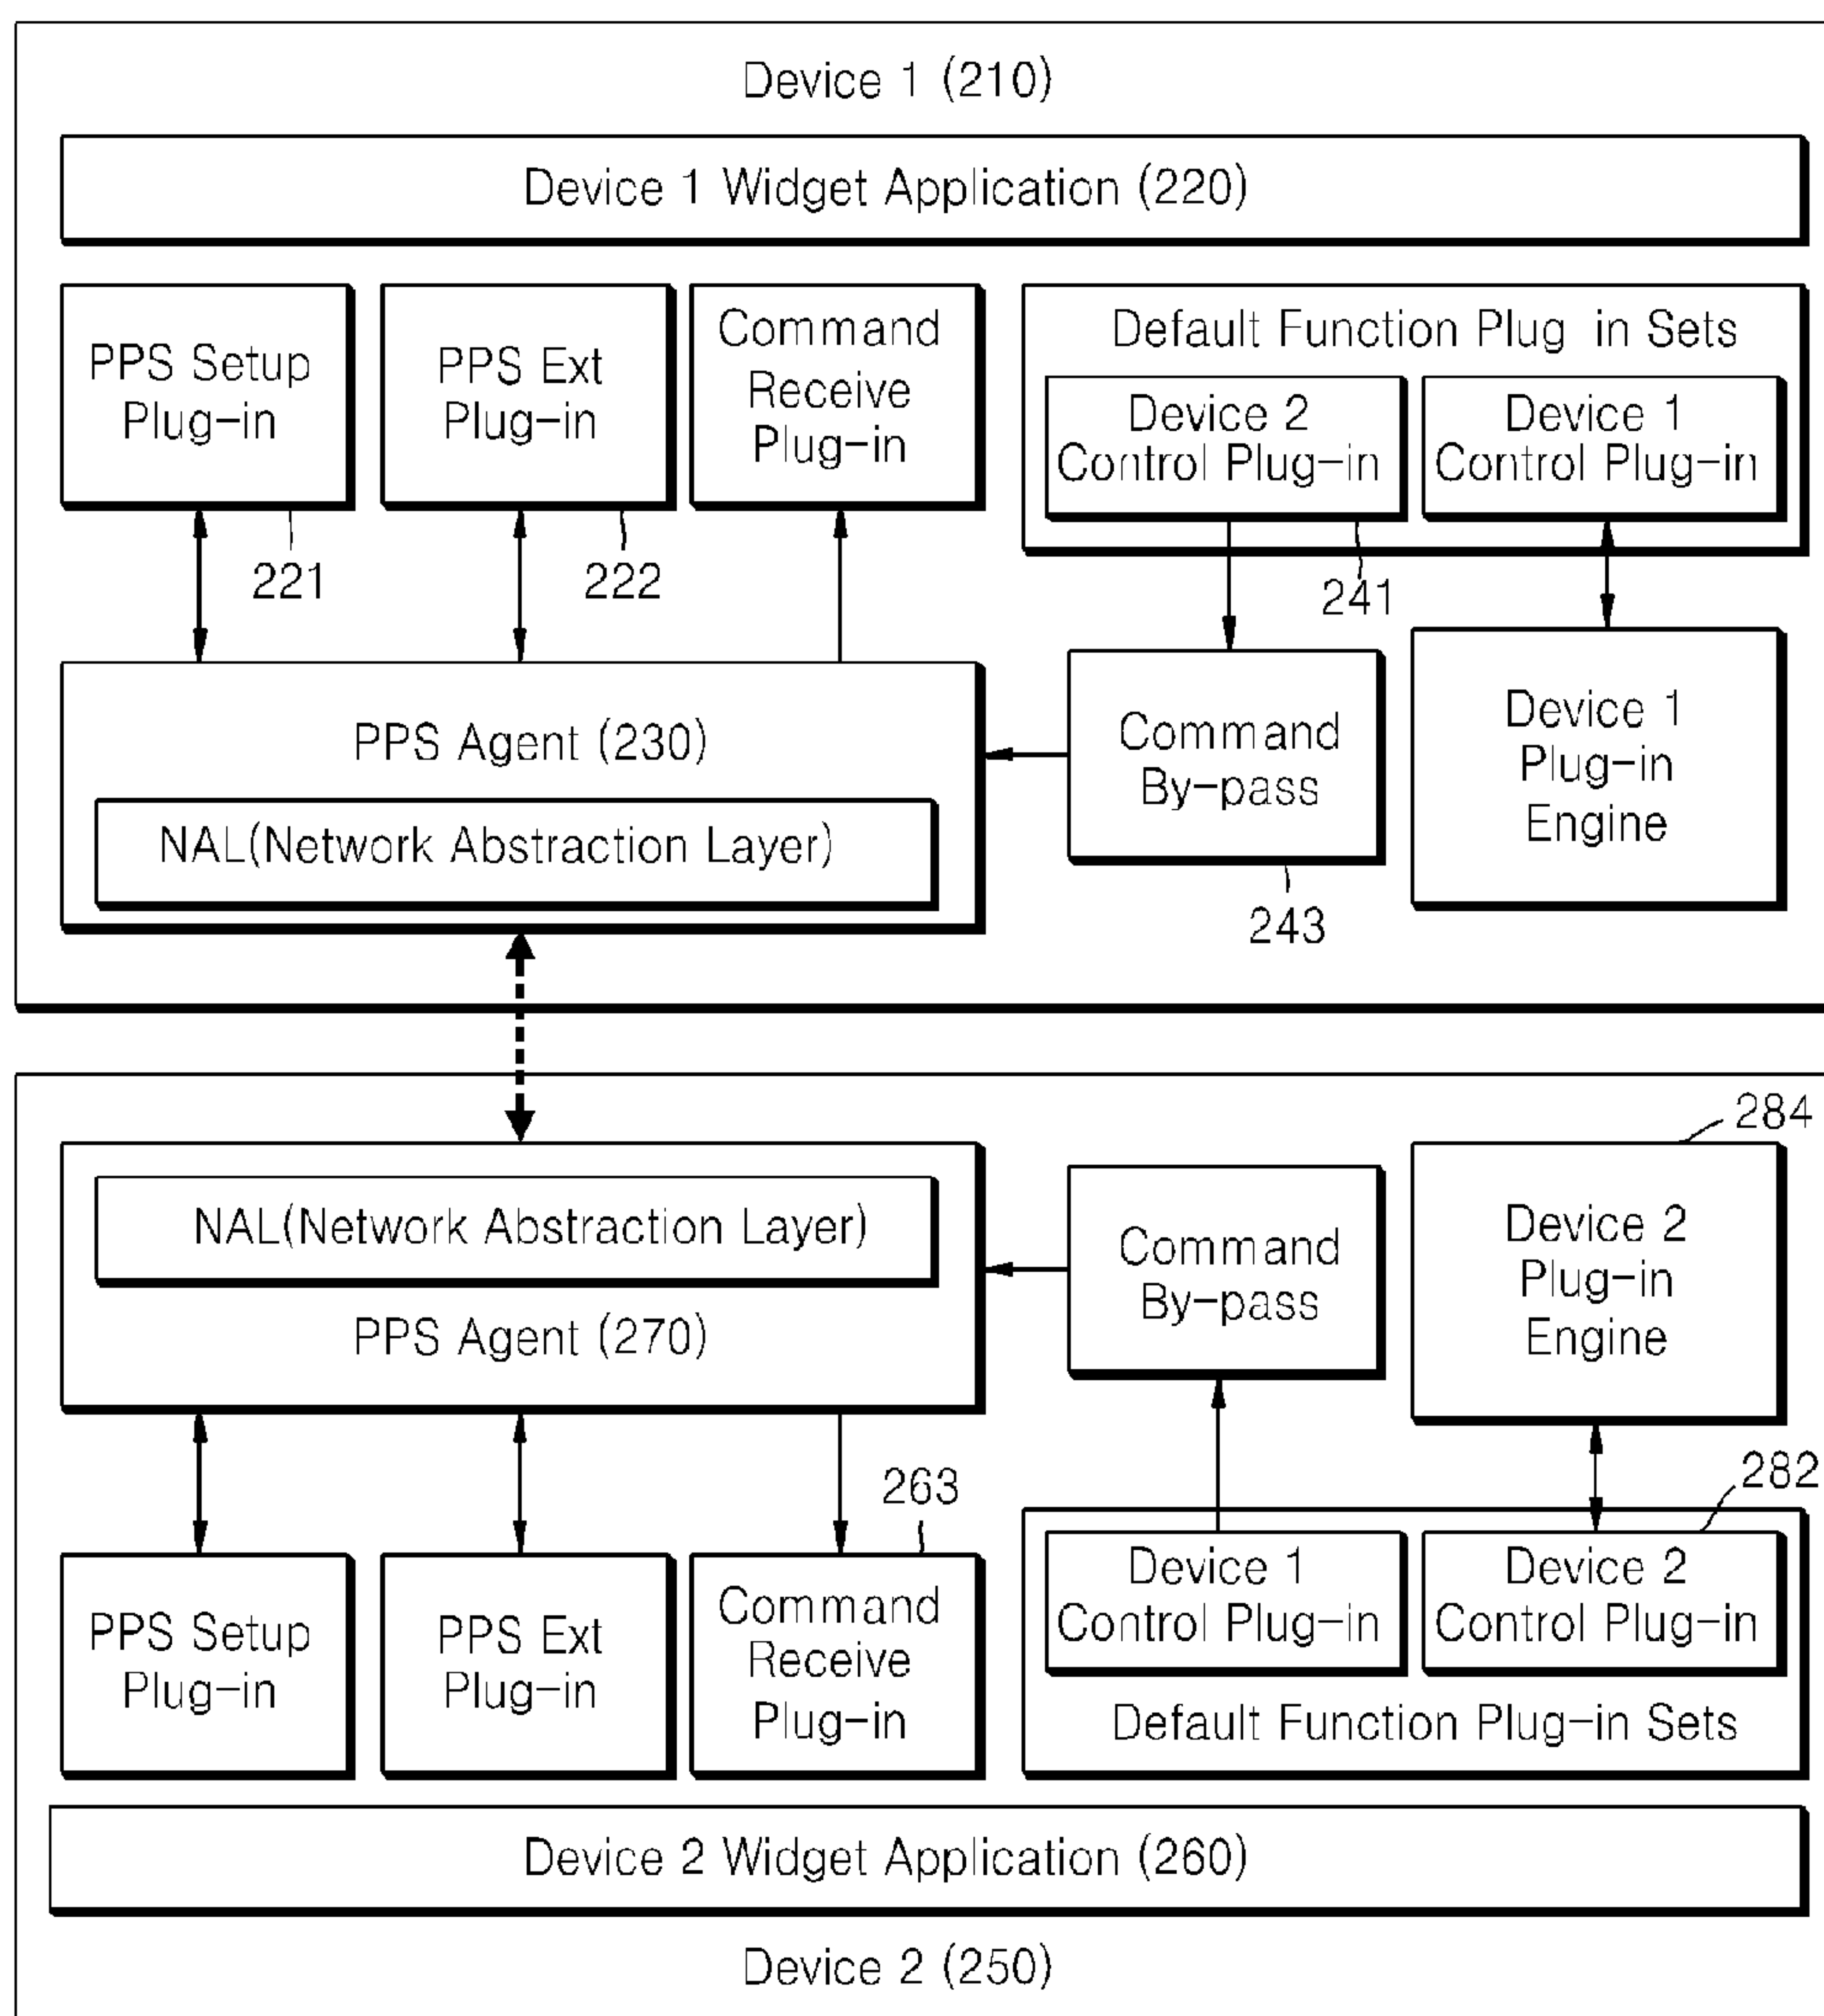 Device 1 (210)
Device 1 Widget Application (220)
PPS Setup
Plug-in
PPS Ext
Plug-in
Command
Receive
Plug-in
Default Function Plug in Sets
Device 2
Control Plug-in
Device 1
Control Plug-in
221
222
241
PPS Agent (230)
NAL(Network Abstraction Layer)
Command
By-pass
243
Device 1
Plug-in
Engine
284
NAL(Network Abstraction Layer)
PPS Agent (270)
Command
By-pass
Device 2
Plug-in
Engine
263
282
PPS Setup
Plug-in
PPS Ext
Plug-in
Command
Receive
Plug-in
Device 1
Control Plug-in
Device 2
Control Plug-in
Default Function Plug-in Sets
Device 2 Widget Application (260)
Device 2 (250)